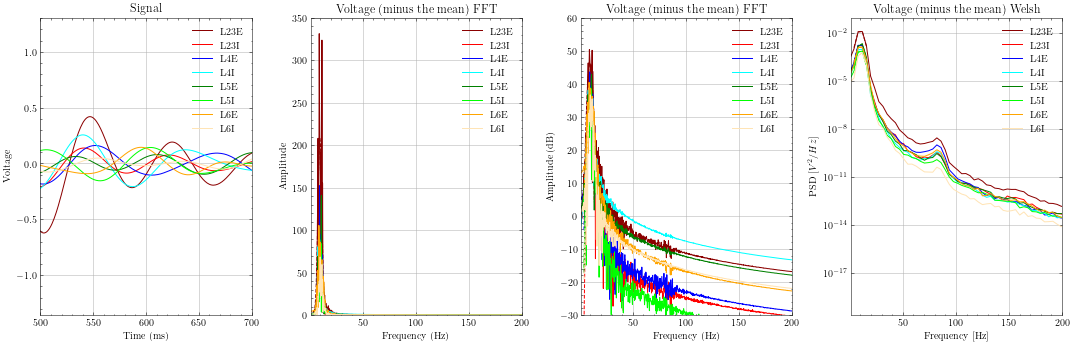 Signal
Voltage
1.0
0.5
0.0
−0.5
−1.0
500
550
600
650
700
Time (ms)
L23E
L23I
L4E
L4I
L5E
L5I
L6E
L6I
Voltage (minus the mean) FFT
Amplitude
350
300
250
200
150
100
50
0
50
100
150
200
Frequency (Hz)
L23E
L23I
L4E
L4I
L5E
L5I
L6E
L6I
Voltage (minus the mean) FFT
Amplitude (dB)
60
50
40
30
20
10
0
−10
−20
−30
50
100
150
200
Frequency (Hz)
L23E
L23I
L4E
L4I
L5E
L5I
L6E
L6I
Voltage (minus the mean) Welsh
PSD [V²/Hz]
10⁻²
10⁻⁵
10⁻⁸
10⁻¹¹
10⁻¹⁴
10⁻¹⁷
50
100
150
200
Frequency [Hz]
L23E
L23I
L4E
L4I
L5E
L5I
L6E
L6I